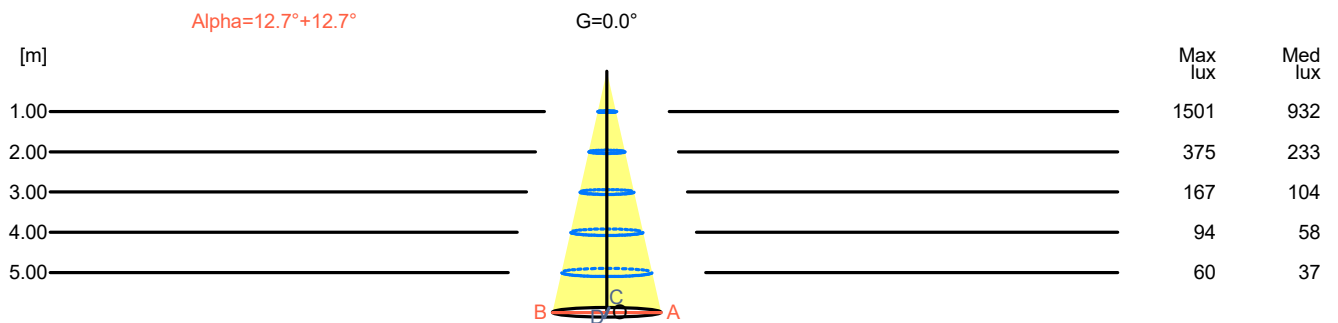 Alpha=12.7°+12.7° G=0.0°
[m] Max lux Med lux
1.00 1501 932
2.00 375 233
3.00 167 104
4.00 94 58
5.00 60 37
C
B D O A